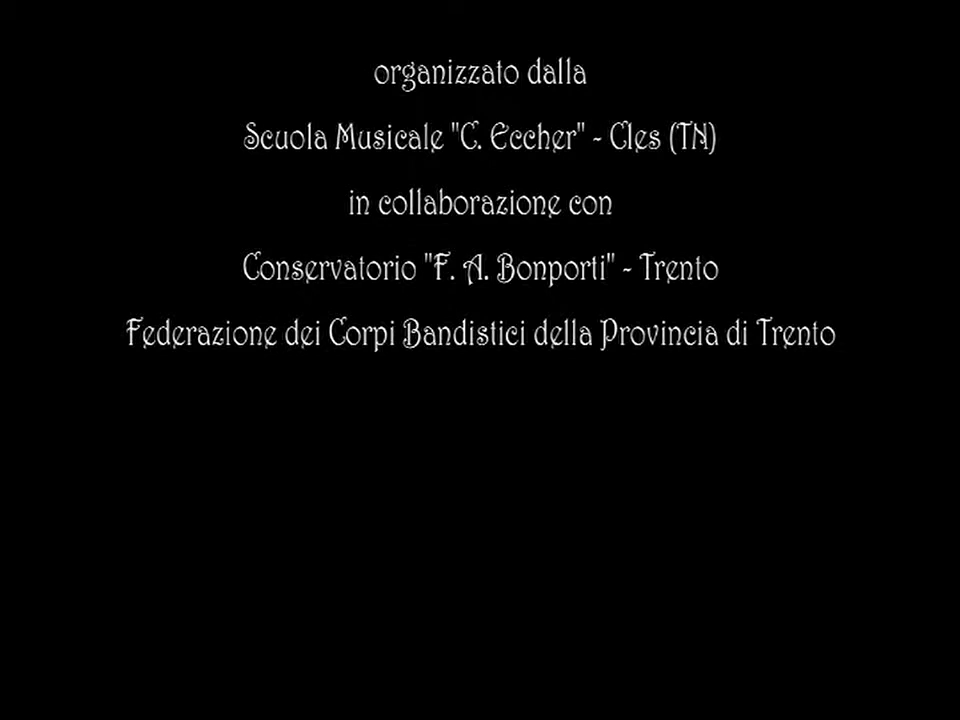 organizzato dalla
Scuola Musicale "C. Eccher" - Cles (TN)
in collaborazione con
Conservatorio "F. A. Bonporti" - Trento
Federazione dei Corpi Bandistici della Provincia di Trento